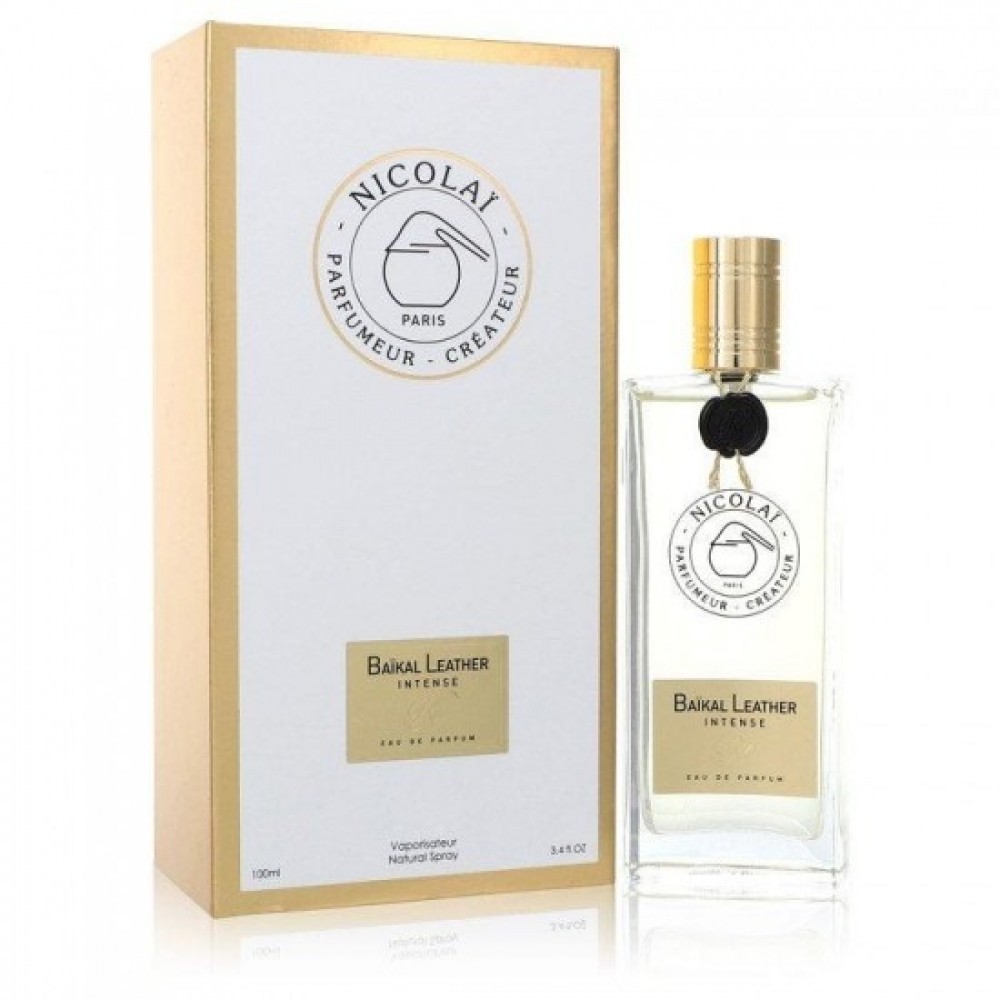 - NICOLAÏ -
PARFUMEUR - CRÉATEUR
PARIS
BAÏKAL LEATHER
INTENSE
EAU DE PARFUM
Vaporisateur
Natural Spray
100ml
3.4 fl OZ
- NICOLAÏ -
PARFUMEUR - CRÉATEUR
PARIS
BAÏKAL LEATHER
INTENSE
EAU DE PARFUM